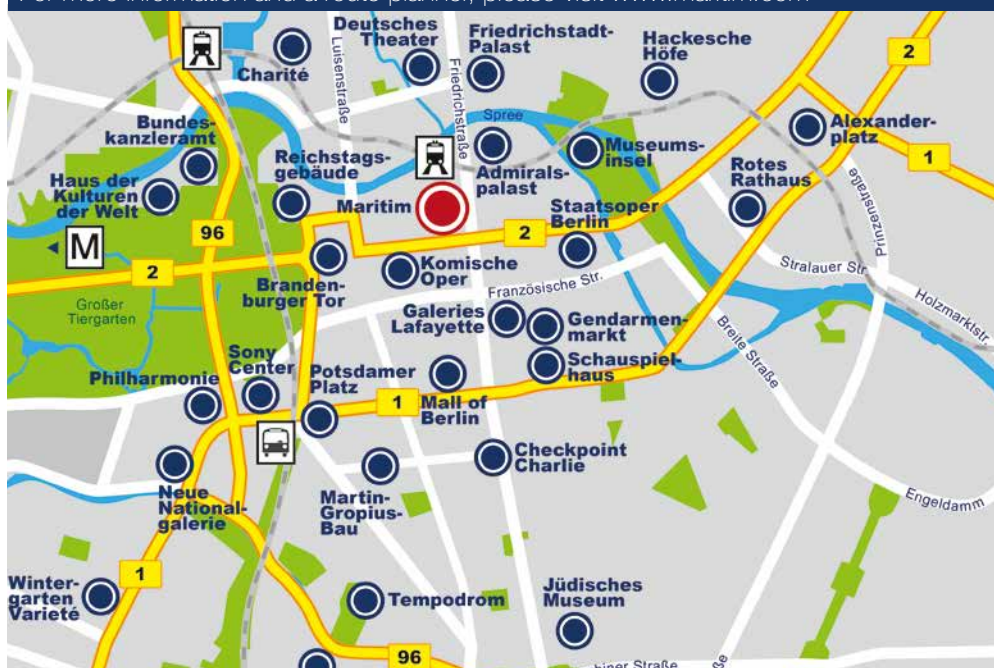 Deutsches
Theater
Friedrichstadt-
Palast
Hackesche
Höfe
2
Charité
Luisenstraße
Friedrichstraße
1
Bundes-
kanzleramt
Spree
Alexander-
platz
1
Reichstags-
gebäude
Museums-
insel
Admirals-
palast
Rotes
Rathaus
Prinzenstraße
Haus der
Kulturen
der Welt
Maritim
Staatsoper
Berlin
96
2
M
2
Komische
Oper
Stralauer Str.
Branden-
burger Tor
Französische Str.
Holzmarktstr.
Großer
Tiergarten
Galeries
Lafayette
Gendarmen-
markt
Breite Straße
Sony
Center
Schauspiel-
haus
Philharmonie
Potsdamer
Platz
1
Mall of
Berlin
Checkpoint
Charlie
Neue
National-
galerie
Martin-
Gropius-
Bau
Engeldamm
1
Winter-
garten
Varieté
Tempodrom
Jüdisches
Museum
96